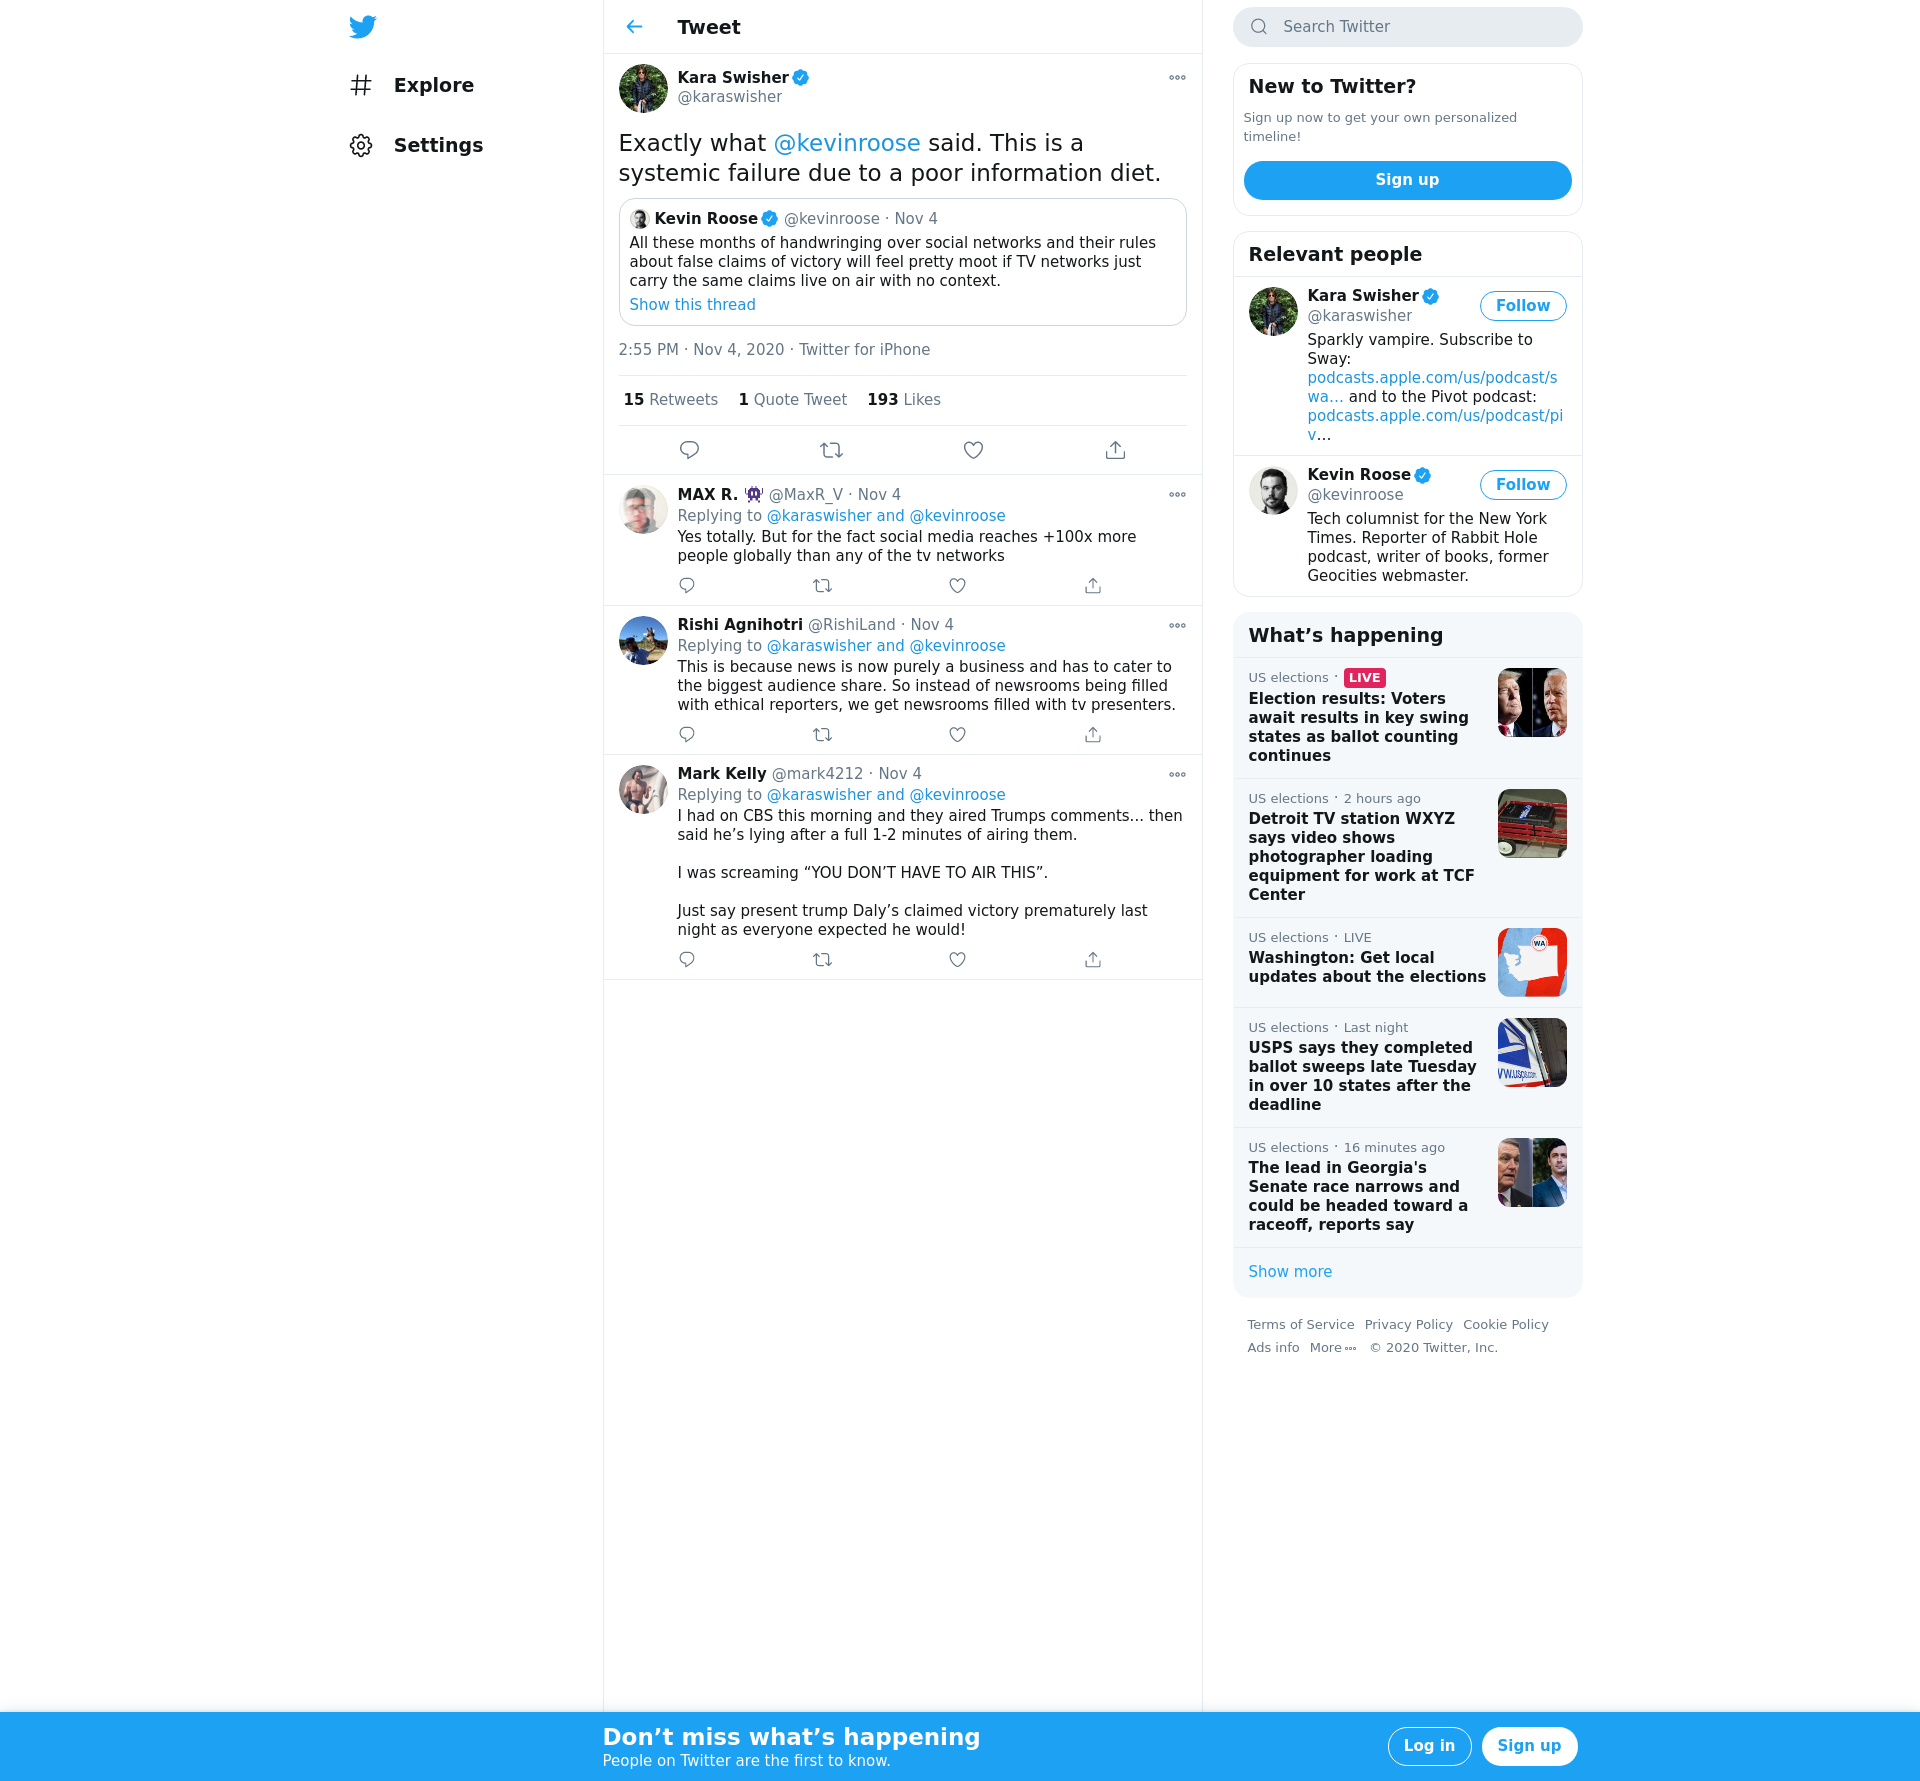 Explore
Settings
Tweet
Kara Swisher
@karaswisher
Exactly what @kevinroose said. This is a
systemic failure due to a poor information diet.
Kevin Roose @kevinroose · Nov 4
All these months of handwringing over social networks and their rules
about false claims of victory will feel pretty moot if TV networks just
carry the same claims live on air with no context.
Show this thread
2:55 PM · Nov 4, 2020 · Twitter for iPhone
15 Retweets 1 Quote Tweet 193 Likes
MAX R. @MaxR_V · Nov 4
Replying to @karaswisher and @kevinroose
Yes totally. But for the fact social media reaches +100x more
people globally than any of the tv networks
Rishi Agnihotri @RishiLand · Nov 4
Replying to @karaswisher and @kevinroose
This is because news is now purely a business and has to cater to
the biggest audience share. So instead of newsrooms being filled
with ethical reporters, we get newsrooms filled with tv presenters.
Mark Kelly @mark4212 · Nov 4
Replying to @karaswisher and @kevinroose
I had on CBS this morning and they aired Trumps comments... then
said he’s lying after a full 1-2 minutes of airing them.
I was screaming “YOU DON’T HAVE TO AIR THIS”.
Just say present trump Daly’s claimed victory prematurely last
night as everyone expected he would!
Search Twitter
New to Twitter?
Sign up now to get your own personalized
timeline!
Sign up
Relevant people
Kara Swisher
@karaswisher
Follow
Sparkly vampire. Subscribe to
Sway:
podcasts.apple.com/us/podcast/s
wa… and to the Pivot podcast:
podcasts.apple.com/us/podcast/pi
v…
Kevin Roose
@kevinroose
Follow
Tech columnist for the New York
Times. Reporter of Rabbit Hole
podcast, writer of books, former
Geocities webmaster.
What’s happening
US elections · LIVE
Election results: Voters
await results in key swing
states as ballot counting
continues
US elections · 2 hours ago
Detroit TV station WXYZ
says video shows
photographer loading
equipment for work at TCF
Center
US elections · LIVE
Washington: Get local
updates about the elections
WA
US elections · Last night
USPS says they completed
ballot sweeps late Tuesday
in over 10 states after the
deadline
US elections · 16 minutes ago
The lead in Georgia's
Senate race narrows and
could be headed toward a
raceoff, reports say
Show more
Terms of Service Privacy Policy Cookie Policy
Ads info More © 2020 Twitter, Inc.
Don’t miss what’s happening
People on Twitter are the first to know.
Log in
Sign up